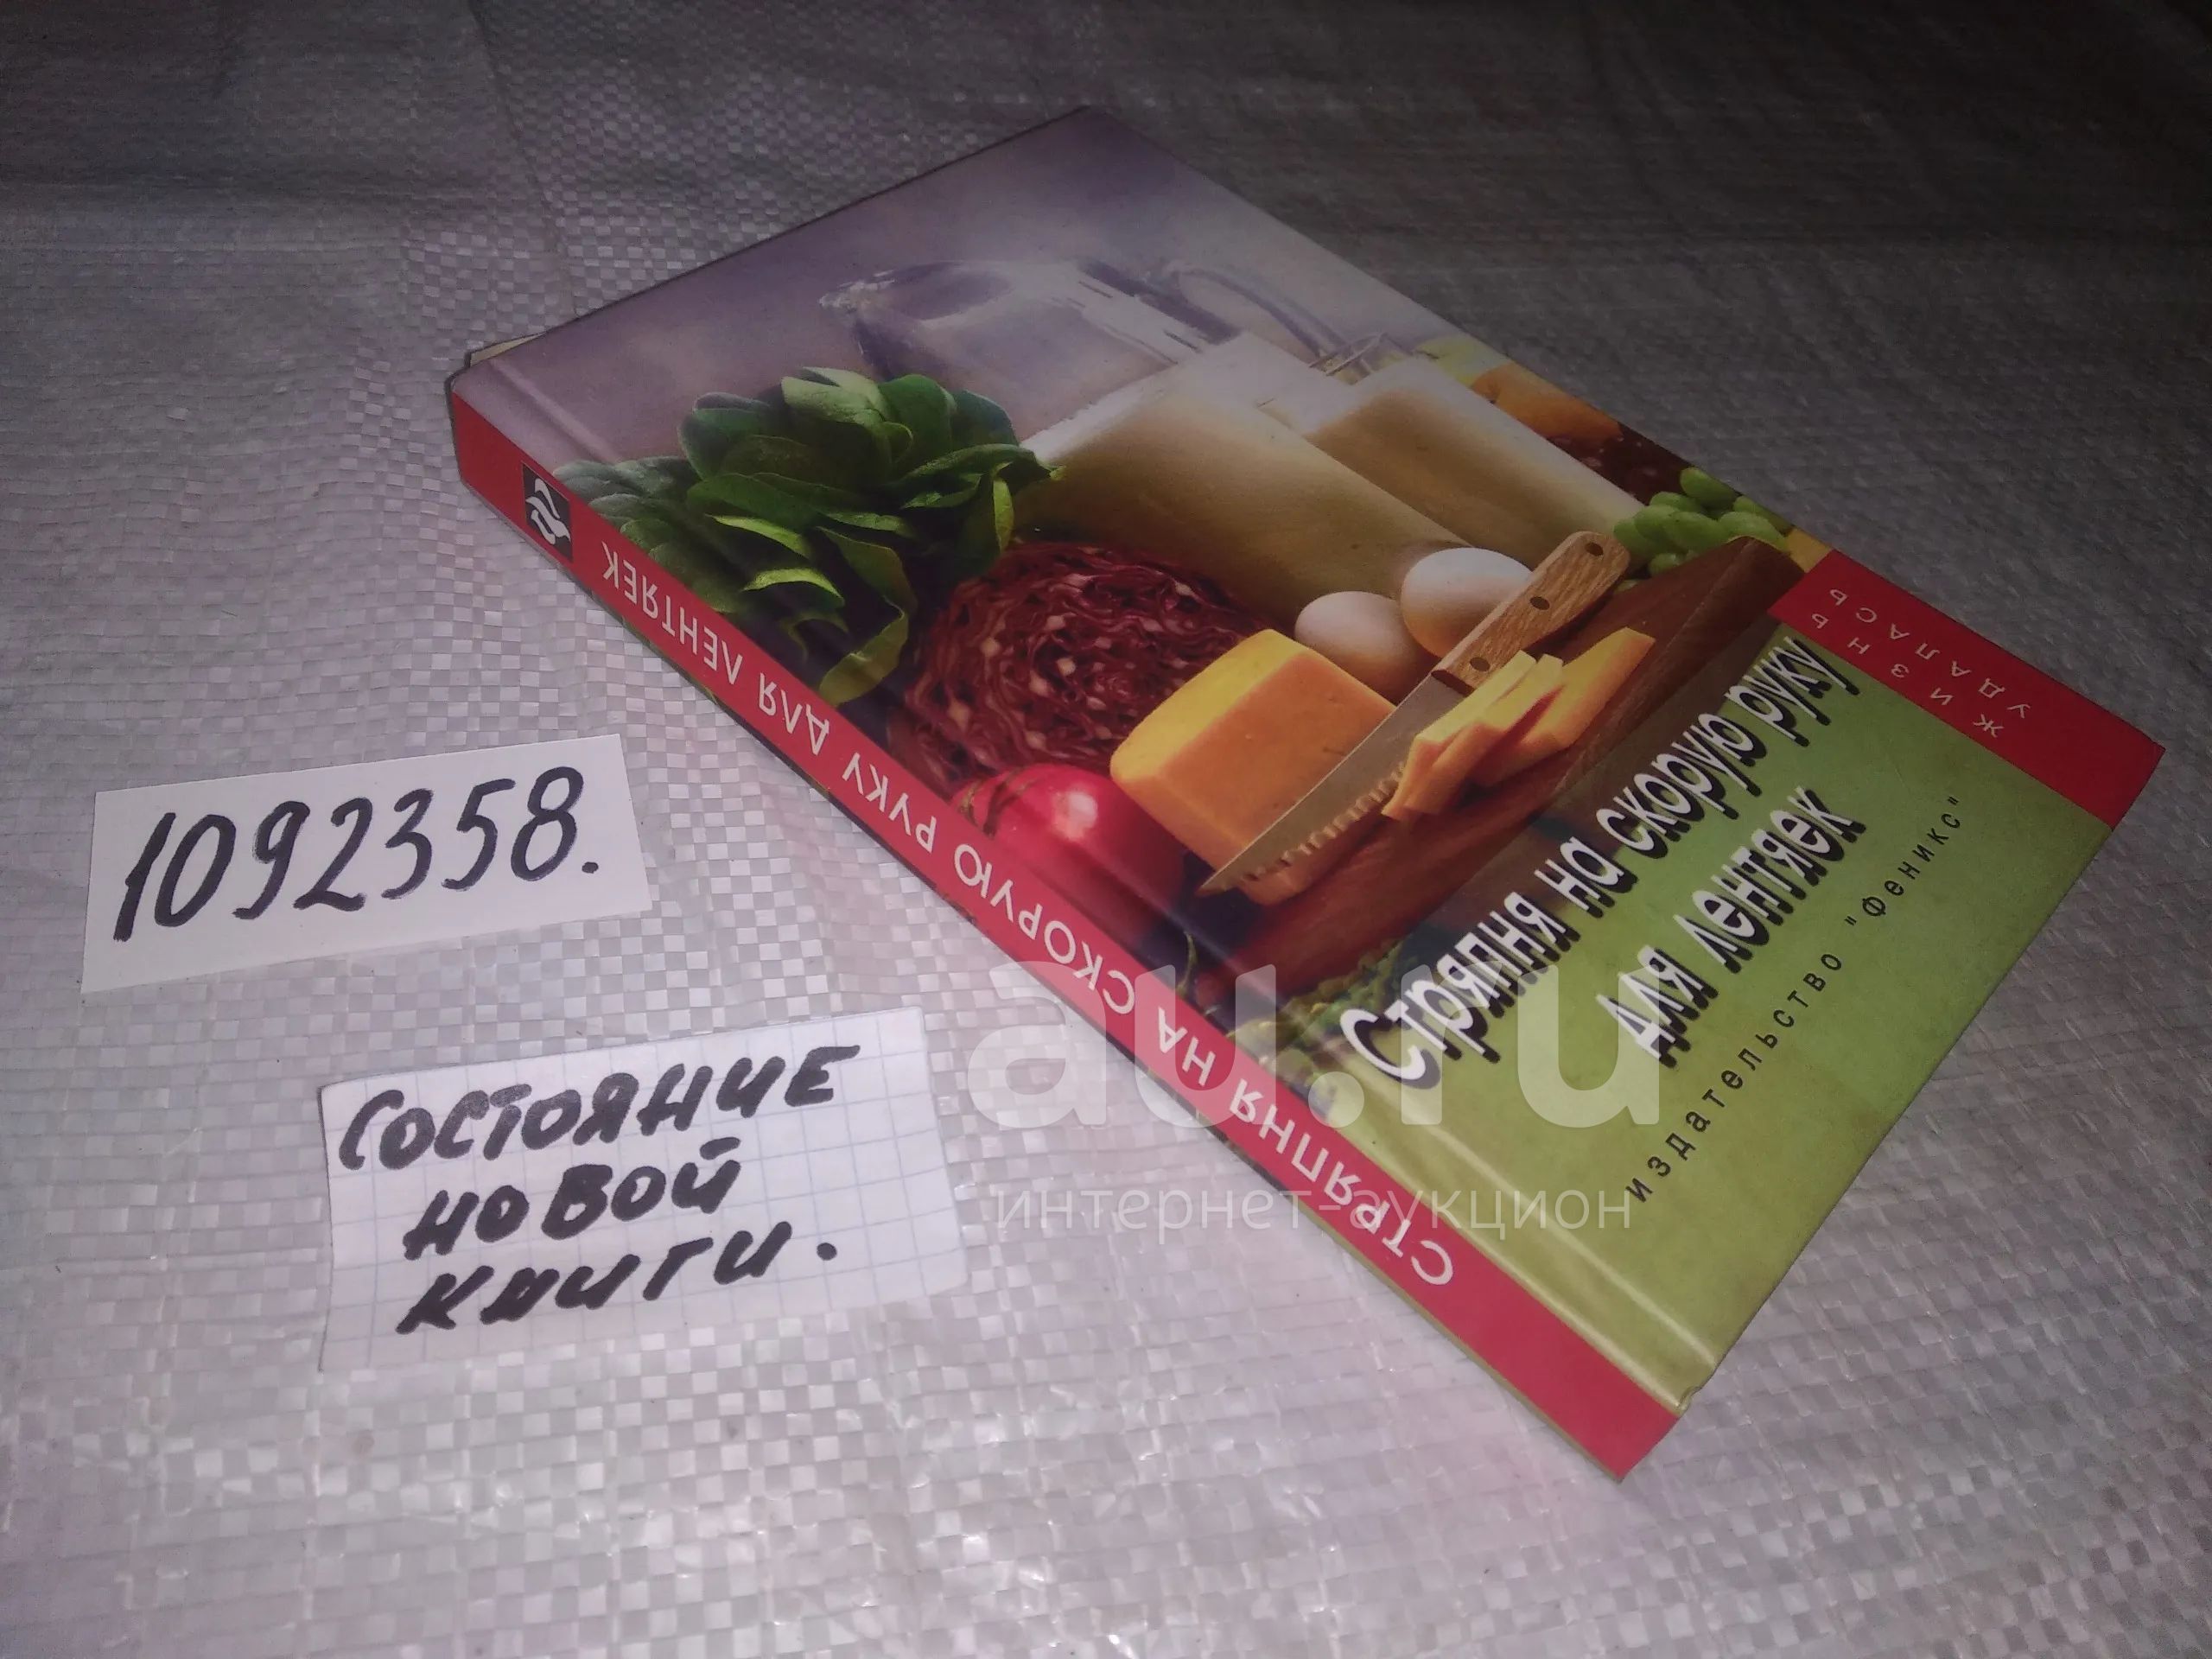 1092358.
СОСТОЯНИЕ
НОВОЙ
КНИГИ.
СТРЯПНЯ НА СКОРУЮ РУКУ ДЛЯ ЛЕНТЯЕК
ЖИЗНЬ
УДАЛАСЬ
Стряпня на скорую руку
для лентяек
издательство "Феникс"
au.ru
интернет-аукцион